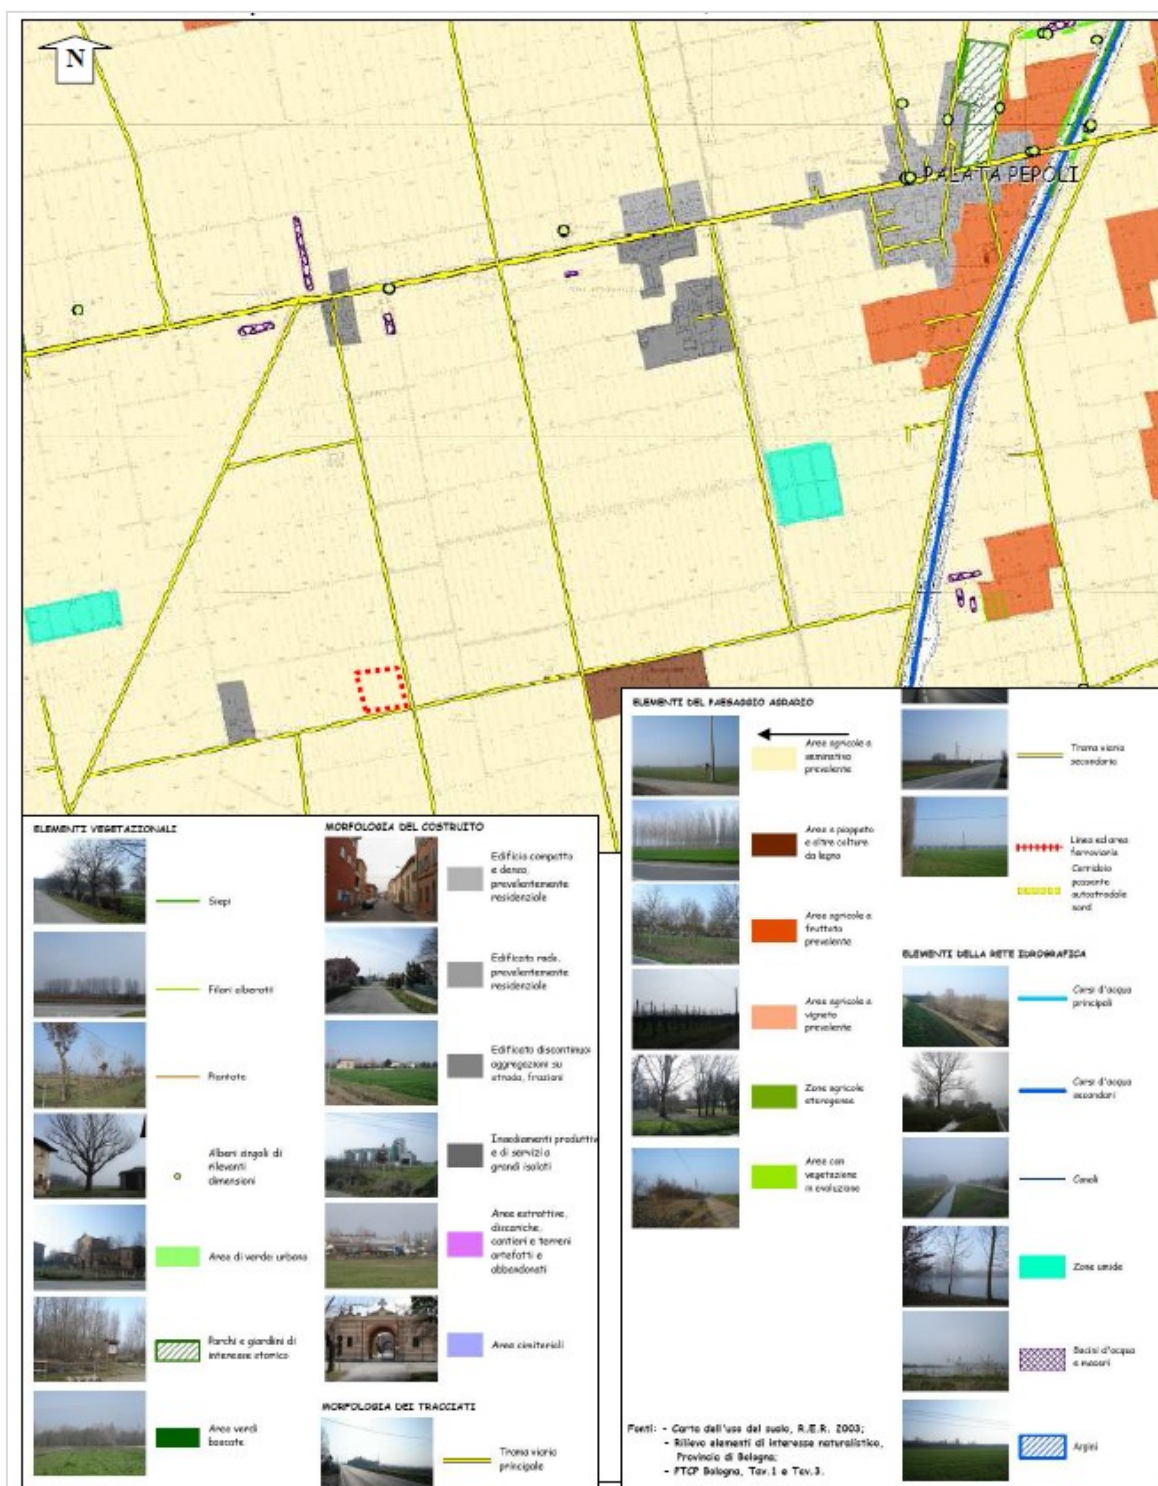 N
PALATA PEPOLI
ELEMENTI VEGETAZIONALI
Siepi
Filari alberati
Piantate
Alberi singoli di
rilevanti
dimensioni
Aree di verde urbano
Parchi e giardini di
interesse storico
Aree verdi
boscate
MORFOLOGIA DEL COSTRUITO
Edificio compatto
e denso,
prevalentemente
residenziale
Edificato rado,
prevalentemente
residenziale
Edificato discontinuo:
aggregazioni su
strada, frazioni
Insediamenti produttivi
e di servizi a
grandi isolati
Aree estrattive,
discariche,
cantieri e terreni
artefatti e
abbandonati
Aree cimiteriali
MORFOLOGIA DEI TRACCIATI
Trama viaria
principale
ELEMENTI DEL PAESAGGIO AGRARIO
Aree agricole a
seminativo
prevalente
Aree a pioppeto
e altre colture
da legno
Aree agricole a
frutteto
prevalente
Aree agricole a
vigneto
prevalente
Zone agricole
eterogenee
Aree con
vegetazione
in evoluzione
Trama viaria
secondaria
Linea ed area
ferroviaria
Corridoio
passante
autostradale
nord
ELEMENTI DELLA RETE IDROGRAFICA
Corsi d'acqua
principali
Corsi d'acqua
secondari
Canali
Zone umide
Bacini d'acqua
e maceri
Argini
Fonti: - Carta dell'uso del suolo, R.E.R. 2003;
- Rilievo elementi di interesse naturalistico,
Provincia di Bologna;
- PTCP Bologna, Tav.1 e Tav.3.